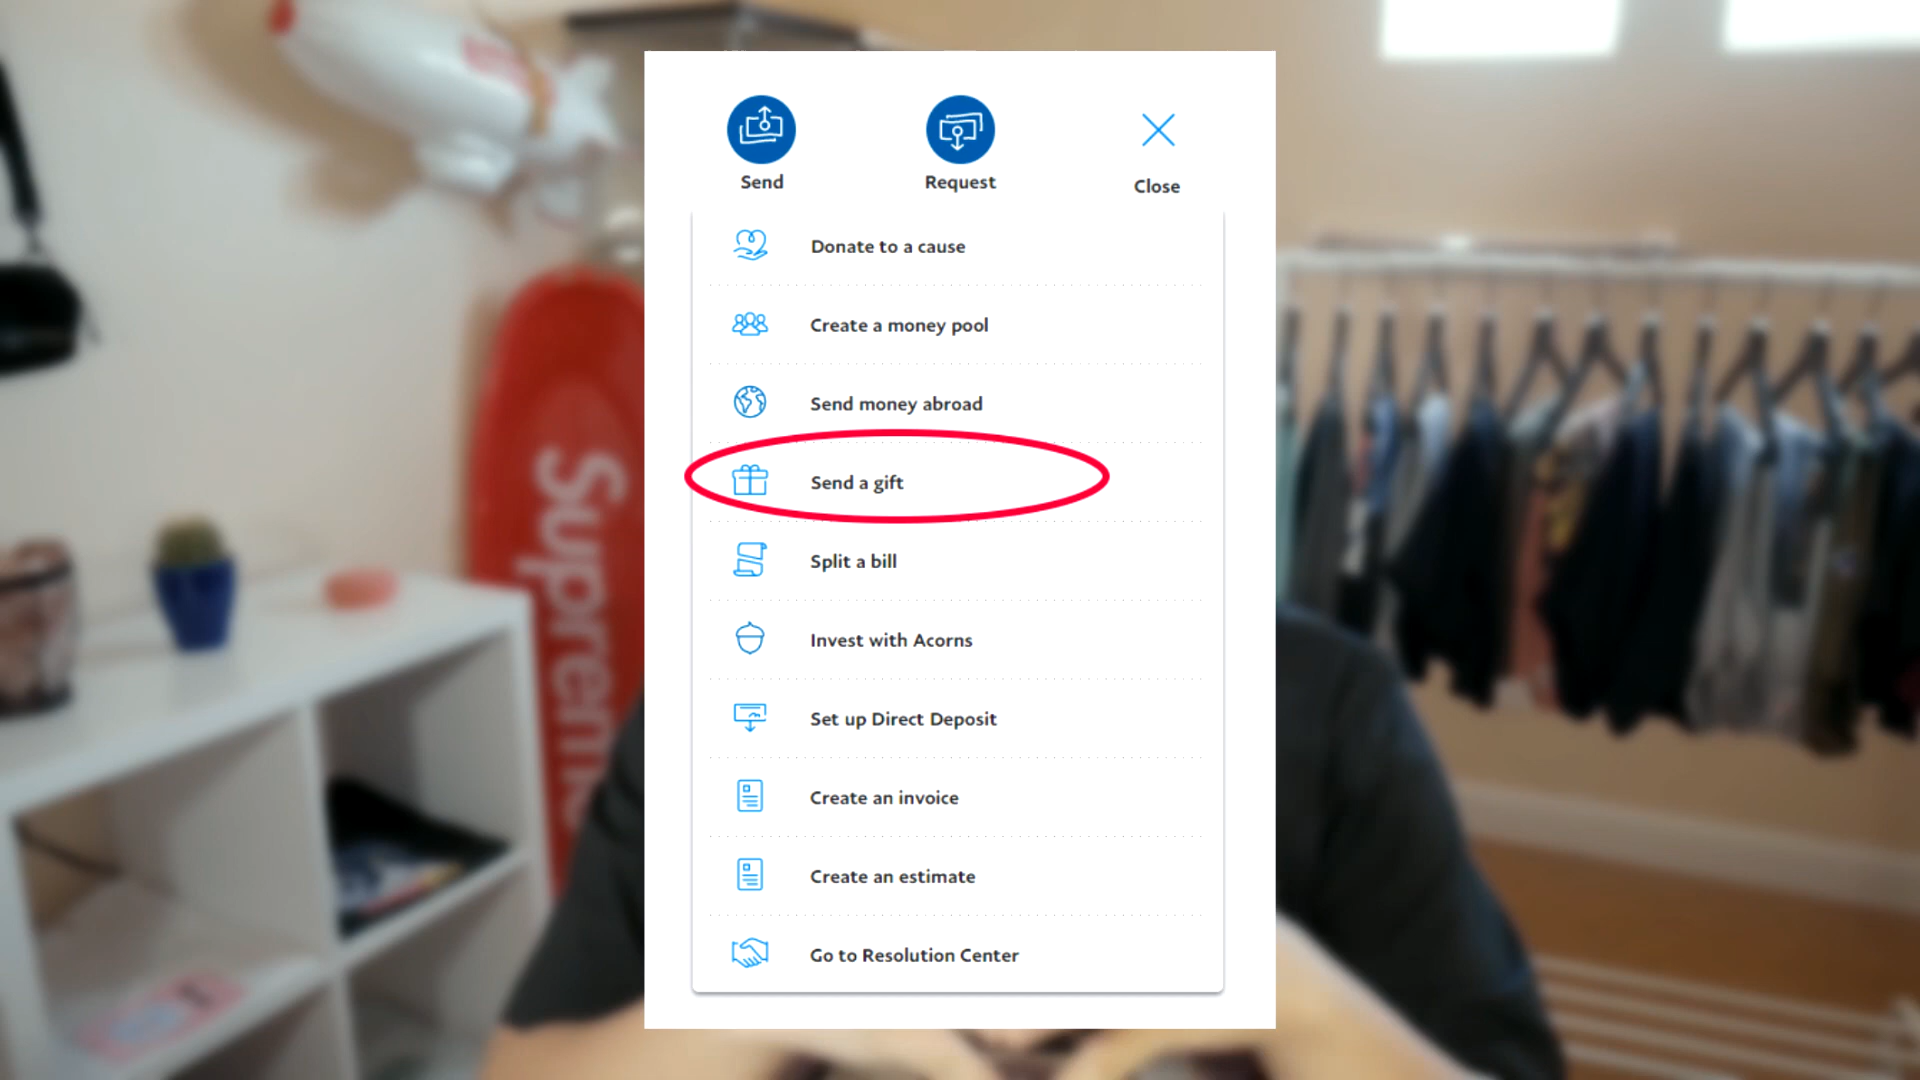 Send
Request
Close
Donate to a cause
Create a money pool
Send money abroad
Send a gift
Split a bill
Invest with Acorns
Set up Direct Deposit
Create an invoice
Create an estimate
Go to Resolution Center
Suprem